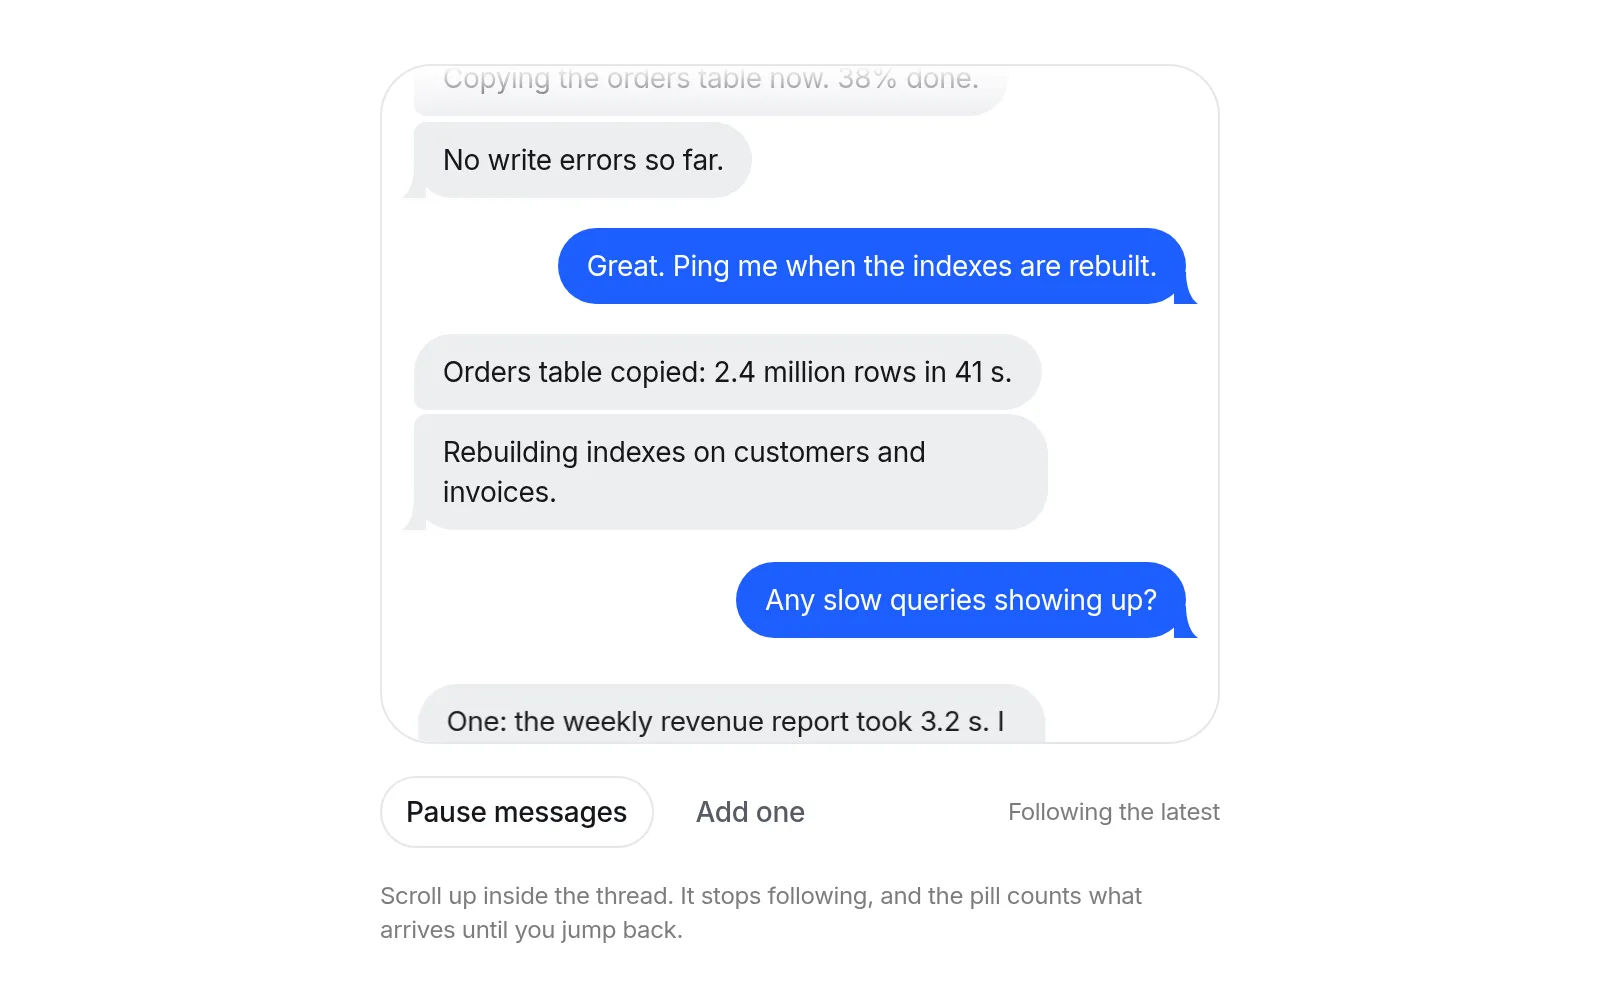 Copying the orders table now. 38% done.
No write errors so far.
Great. Ping me when the indexes are rebuilt.
Orders table copied: 2.4 million rows in 41 s.
Rebuilding indexes on customers and
invoices.
Any slow queries showing up?
One: the weekly revenue report took 3.2 s. I
Pause messages
Add one
Following the latest
Scroll up inside the thread. It stops following, and the pill counts what
arrives until you jump back.